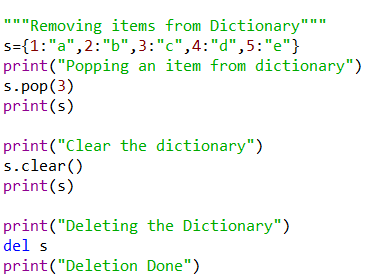 """Removing items from Dictionary"""
s={1:"a",2:"b",3:"c",4:"d",5:"e"}
print("Popping an item from dictionary")
s.pop(3)
print(s)
print("Clear the dictionary")
s.clear()
print(s)
print("Deleting the Dictionary")
del s
print("Deletion Done")